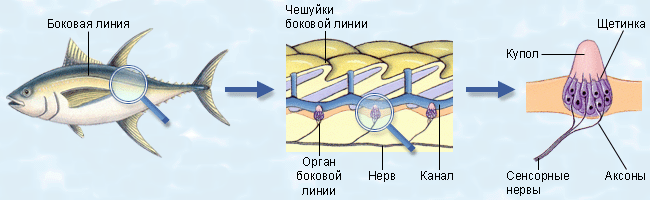 Боковая линия
Чешуйки
боковой линии
Орган
боковой
линии
Нерв
Канал
Щетинка
Купол
Сенсорные
нервы
Аксоны